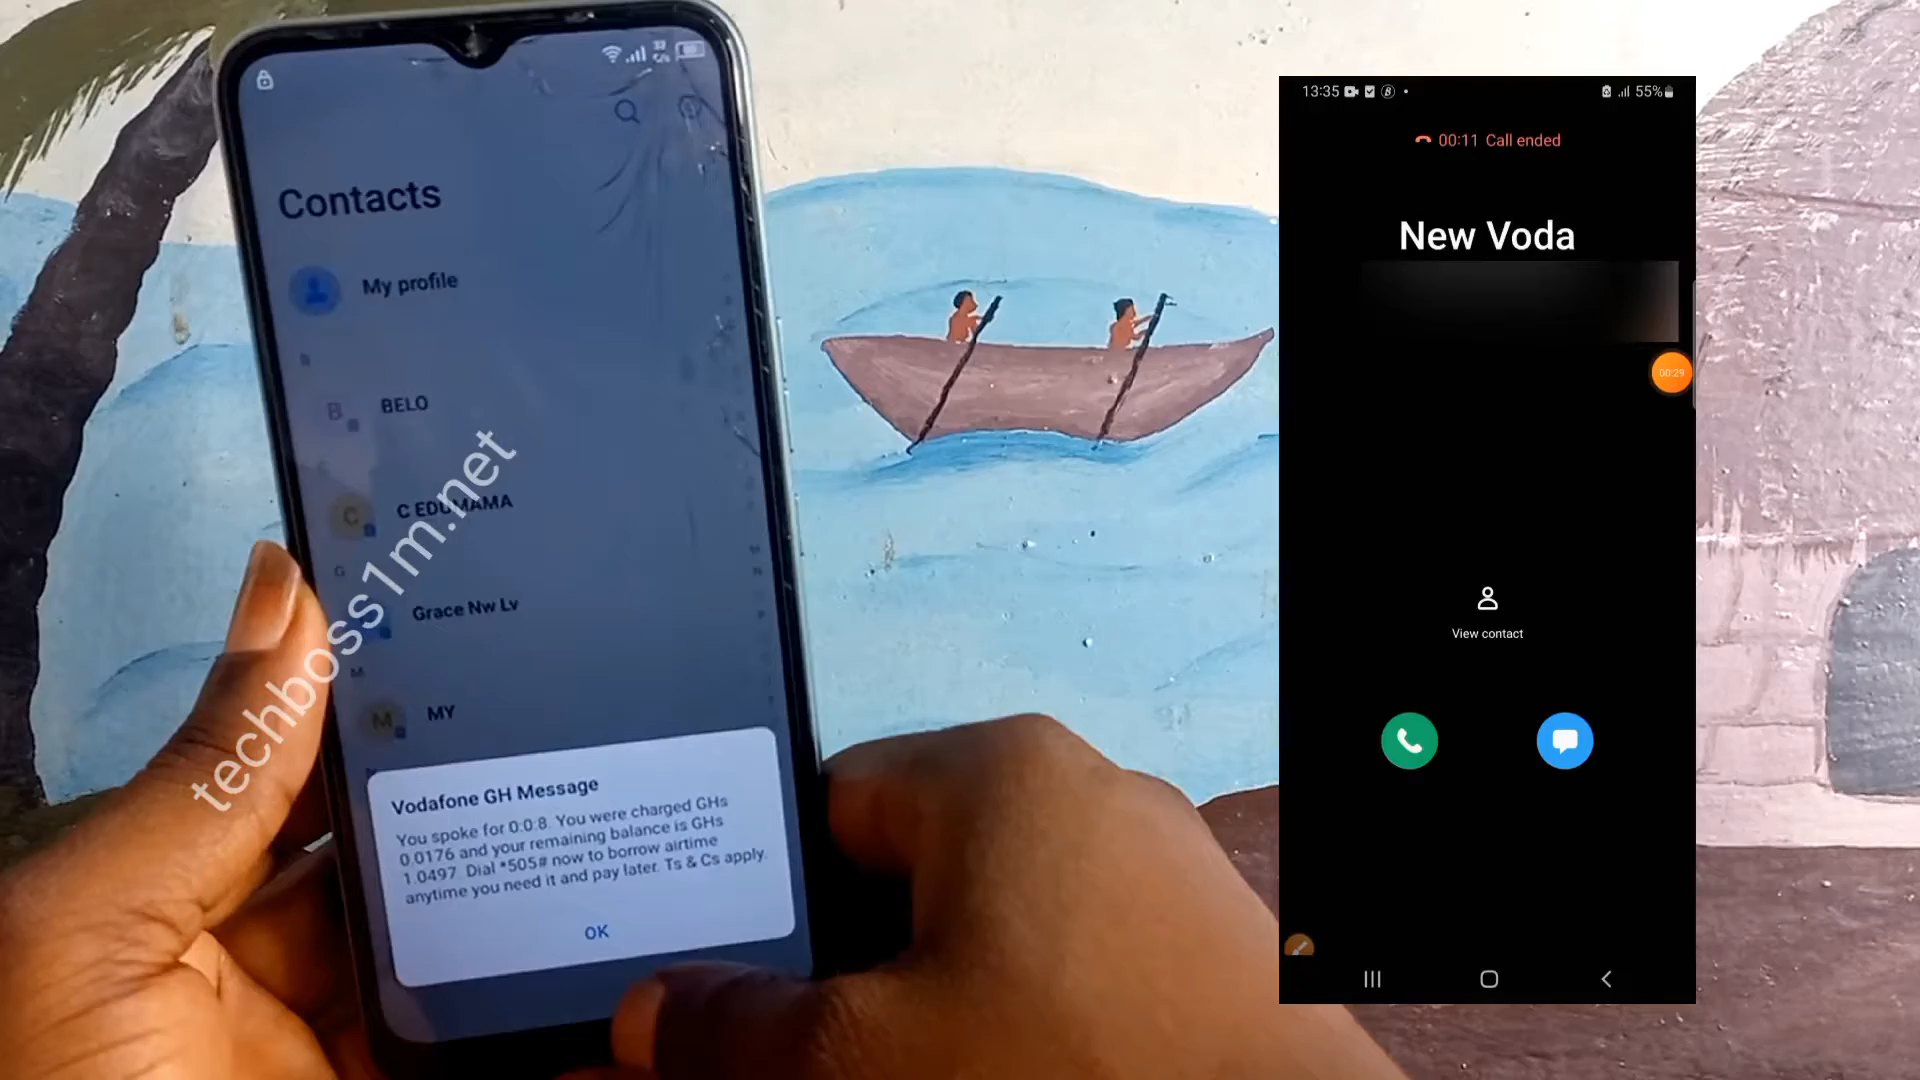 Contacts
My profile
B
B
BELO
C
C EDUMAMA
G
Grace Nw Lv
M
M
MY
Vodafone GH Message
You spoke for 0:0:8. You were charged GHs
0.0176 and your remaining balance is GHs
1.0497. Dial *505# now to borrow airtime
anytime you need it and pay later. Ts & Cs apply.
OK
techboss1m.net
13:35
55%
00:11 Call ended
New Voda
00:29
View contact